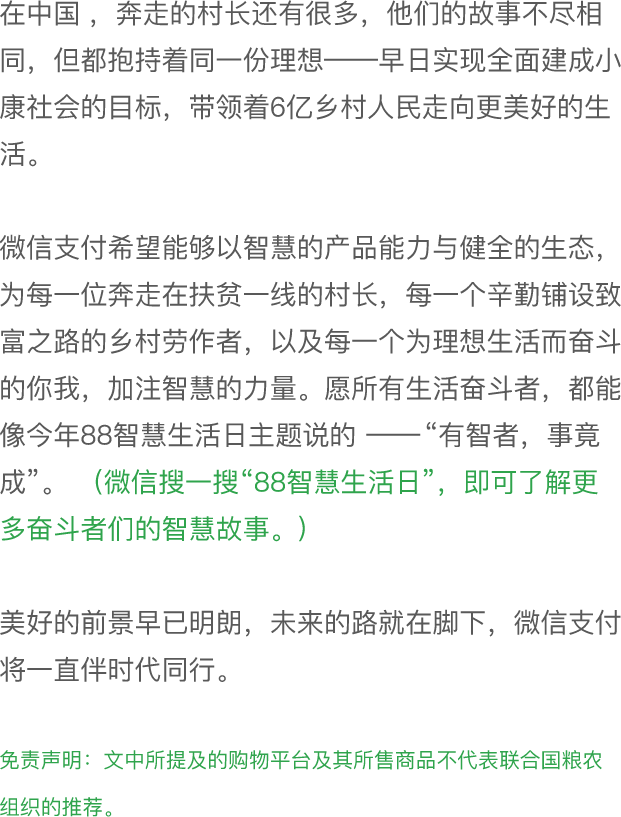 在中国 ，奔走的村长还有很多，他们的故事不尽相
同，但都抱持着同一份理想——早日实现全面建成小
康社会的目标，带领着6亿乡村人民走向更美好的生
活。
微信支付希望能够以智慧的产品能力与健全的生态，
为每一位奔走在扶贫一线的村长，每一个辛勤铺设致
富之路的乡村劳作者，以及每一个为理想生活而奋斗
的你我，加注智慧的力量。愿所有生活奋斗者，都能
像今年88智慧生活日主题说的 ——“有智者，事竟
成”。 （微信搜一搜“88智慧生活日”，即可了解更
多奋斗者们的智慧故事。）
美好的前景早已明朗，未来的路就在脚下，微信支付
将一直伴时代同行。
免责声明：文中所提及的购物平台及其所售商品不代表联合国粮农
组织的推荐。